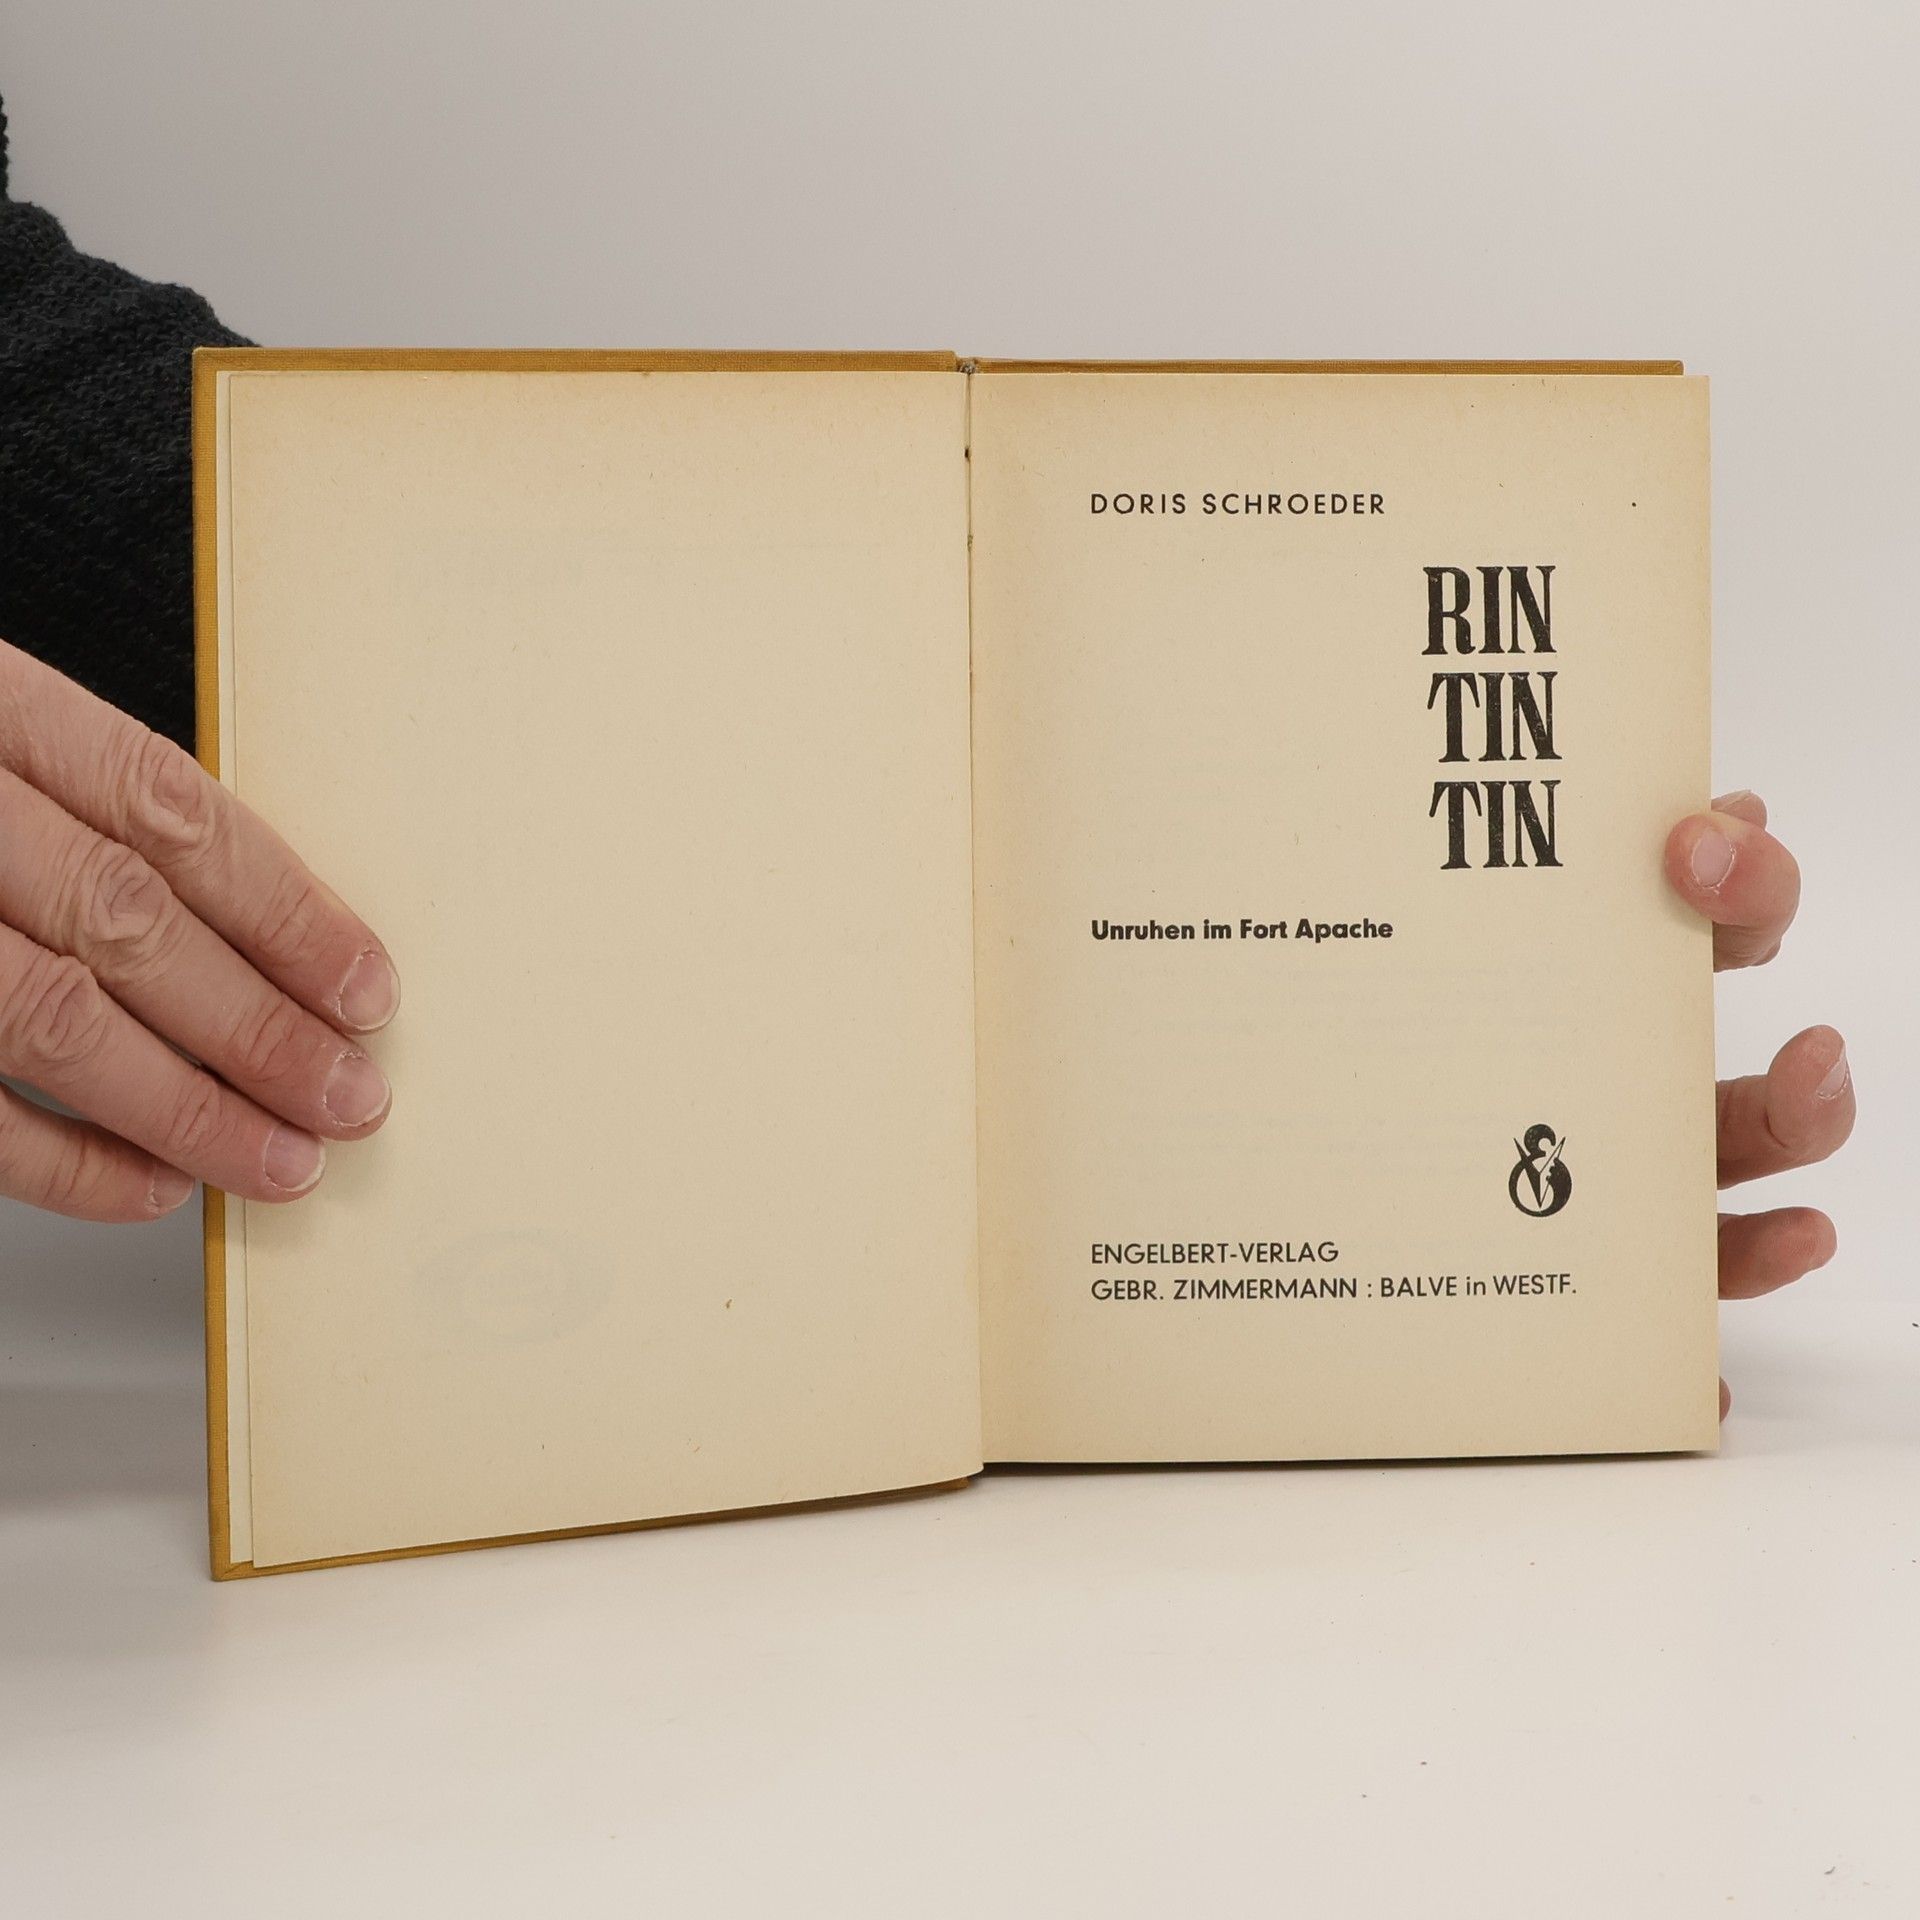 DORIS SCHROEDER
RIN
TIN
TIN
Unruhen im Fort Apache
ENGELBERT-VERLAG
GEBR. ZIMMERMANN : BALVE in WESTF.